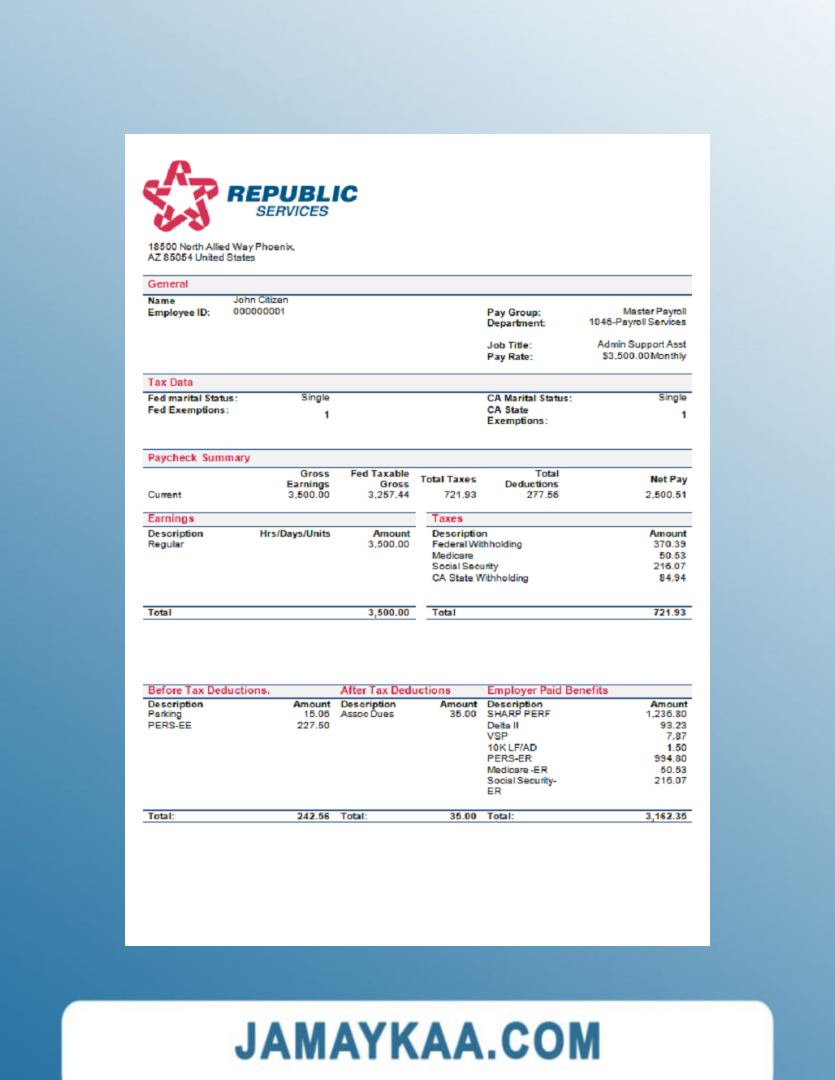 REPUBLIC
SERVICES
18500 North Allied Way Phoenix,
AZ 85054 United States
General
Name John Citizen
Employee ID: 000000001
Pay Group: Master Payroll
Department: 1046-Payroll Services
Job Title: Admin Support Asst
Pay Rate: $3,500.00Monthly
Tax Data
Fed marital Status: Single CA Marital Status: Single
Fed Exemptions: 1 CA State Exemptions: 1
Paycheck Summary
Gross Earnings Fed Taxable Gross Total Taxes Total Deductions Net Pay
Current 3,500.00 3,257.44 721.93 277.56 2,500.51
Earnings Taxes
Description Hrs/Days/Units Amount Description Amount
Regular 3,500.00 Federal Withholding 370.39
Medicare 50.53
Social Security 216.07
CA State Withholding 84.94
Total 3,500.00 Total 721.93
Before Tax Deductions. After Tax Deductions Employer Paid Benefits
Description Amount Description Amount Description Amount
Parking 15.06 Assoc Dues 35.00 SHARP PERF 1,236.80
PERS-EE 227.50 Delta II 93.23
VSP 7.87
10K LF/AD 1.50
PERS-ER 994.80
Medicare -ER 50.53
Social Security- 216.07
ER
Total: 242.56 Total: 35.00 Total: 3,162.35
JAMAYKAA.COM